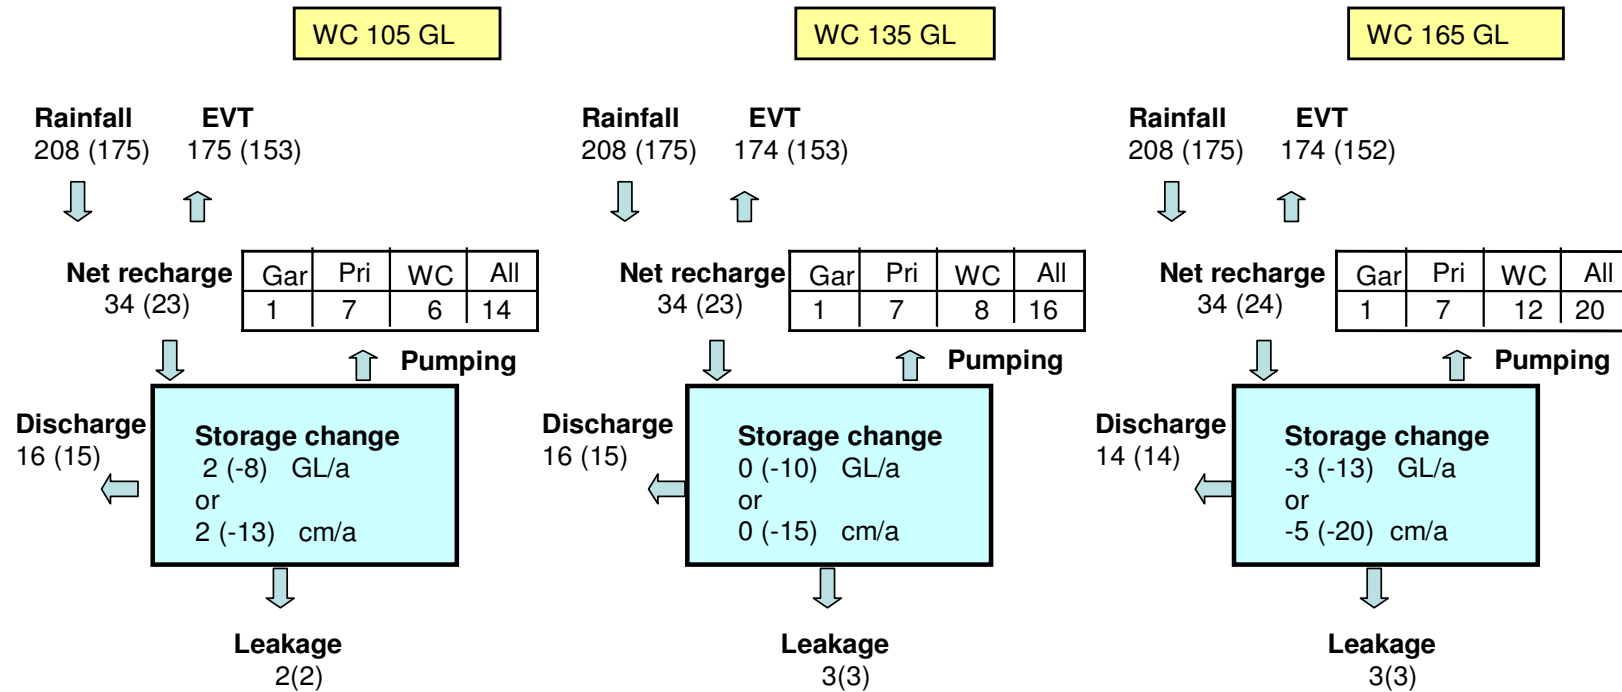 WC 105 GL
Rainfall EVT
208 (175) 175 (153)
Net recharge
34 (23)
Gar Pri WC All
1 7 6 14
Pumping
Discharge
16 (15)
Storage change
2 (-8) GL/a
or
2 (-13) cm/a
Leakage
2(2)
WC 135 GL
Rainfall EVT
208 (175) 174 (153)
Net recharge
34 (23)
Gar Pri WC All
1 7 8 16
Pumping
Discharge
16 (15)
Storage change
0 (-10) GL/a
or
0 (-15) cm/a
Leakage
3(3)
WC 165 GL
Rainfall EVT
208 (175) 174 (152)
Net recharge
34 (24)
Gar Pri WC All
1 7 12 20
Pumping
Discharge
14 (14)
Storage change
-3 (-13) GL/a
or
-5 (-20) cm/a
Leakage
3(3)